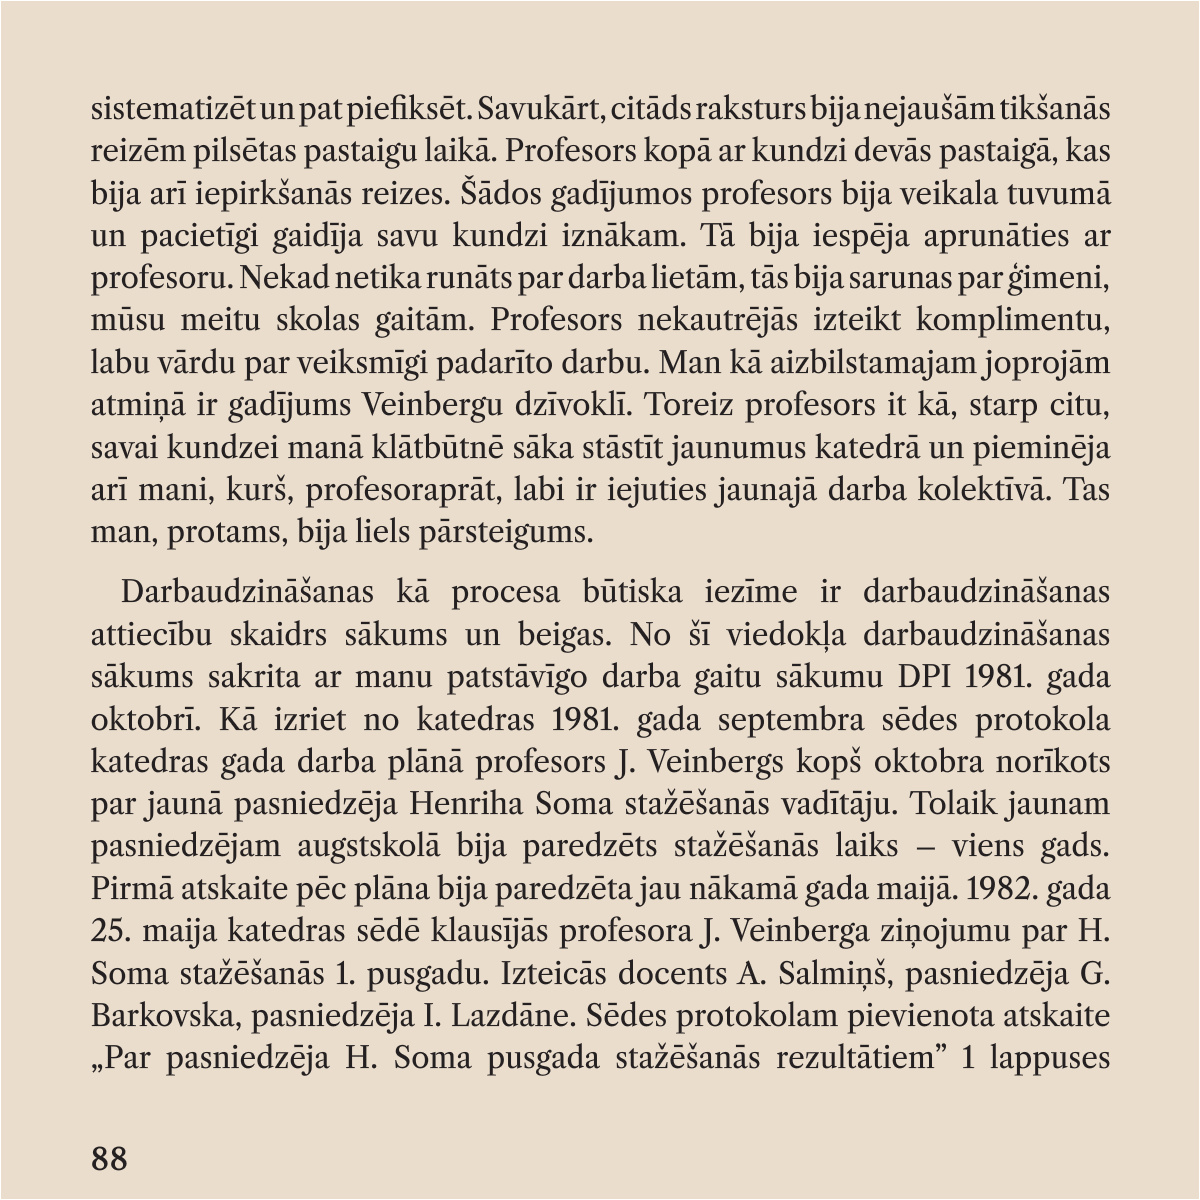 sistematizēt un pat piefiksēt. Savukārt, citāds raksturs bija nejaušām tikšanās
reizēm pilsētas pastaigu laikā. Profesors kopā ar kundzi devās pastaigā, kas
bija arī iepirkšanās reizes. Šādos gadījumos profesors bija veikala tuvumā
un pacietīgi gaidīja savu kundzi iznākam. Tā bija iespēja aprunāties ar
profesoru. Nekad netika runāts par darba lietām, tās bija sarunas par ģimeni,
mūsu meitu skolas gaitām. Profesors nekautrējās izteikt komplimentu,
labu vārdu par veiksmīgi padarīto darbu. Man kā aizbilstamajam joprojām
atmiņā ir gadījums Veinbergu dzīvoklī. Toreiz profesors it kā, starp citu,
savai kundzei manā klātbūtnē sāka stāstīt jaunumus katedrā un pieminēja
arī mani, kurš, profesoraprāt, labi ir iejuties jaunajā darba kolektīvā. Tas
man, protams, bija liels pārsteigums.
Darbaudzināšanas kā procesa būtiska iezīme ir darbaudzināšanas
attiecību skaidrs sākums un beigas. No šī viedokļa darbaudzināšanas
sākums sakrita ar manu patstāvīgo darba gaitu sākumu DPI 1981. gada
oktobrī. Kā izriet no katedras 1981. gada septembra sēdes protokola
katedras gada darba plānā profesors J. Veinbergs kopš oktobra norīkots
par jaunā pasniedzēja Henriha Soma stažēšanās vadītāju. Tolaik jaunam
pasniedzējam augstskolā bija paredzēts stažēšanās laiks – viens gads.
Pirmā atskaite pēc plāna bija paredzēta jau nākamā gada maijā. 1982. gada
25. maija katedras sēdē klausījās profesora J. Veinberga ziņojumu par H.
Soma stažēšanās 1. pusgadu. Izteicās docents A. Salmiņš, pasniedzēja G.
Barkovska, pasniedzēja I. Lazdāne. Sēdes protokolam pievienota atskaite
„Par pasniedzēja H. Soma pusgada stažēšanās rezultātiem” 1 lappuses
88